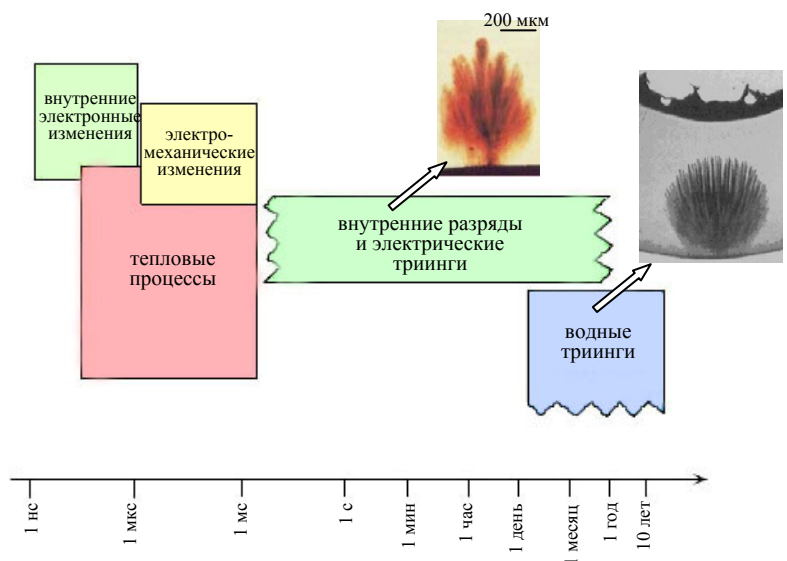 200 мкм
внутренние
электронные
изменения
электро-
механические
изменения
тепловые
процессы
внутренние разряды
и электрические
триинги
водные
триинги
1 нс
1 мкс
1 мс
1 с
1 мин
1 час
1 день
1 месяц
1 год
10 лет